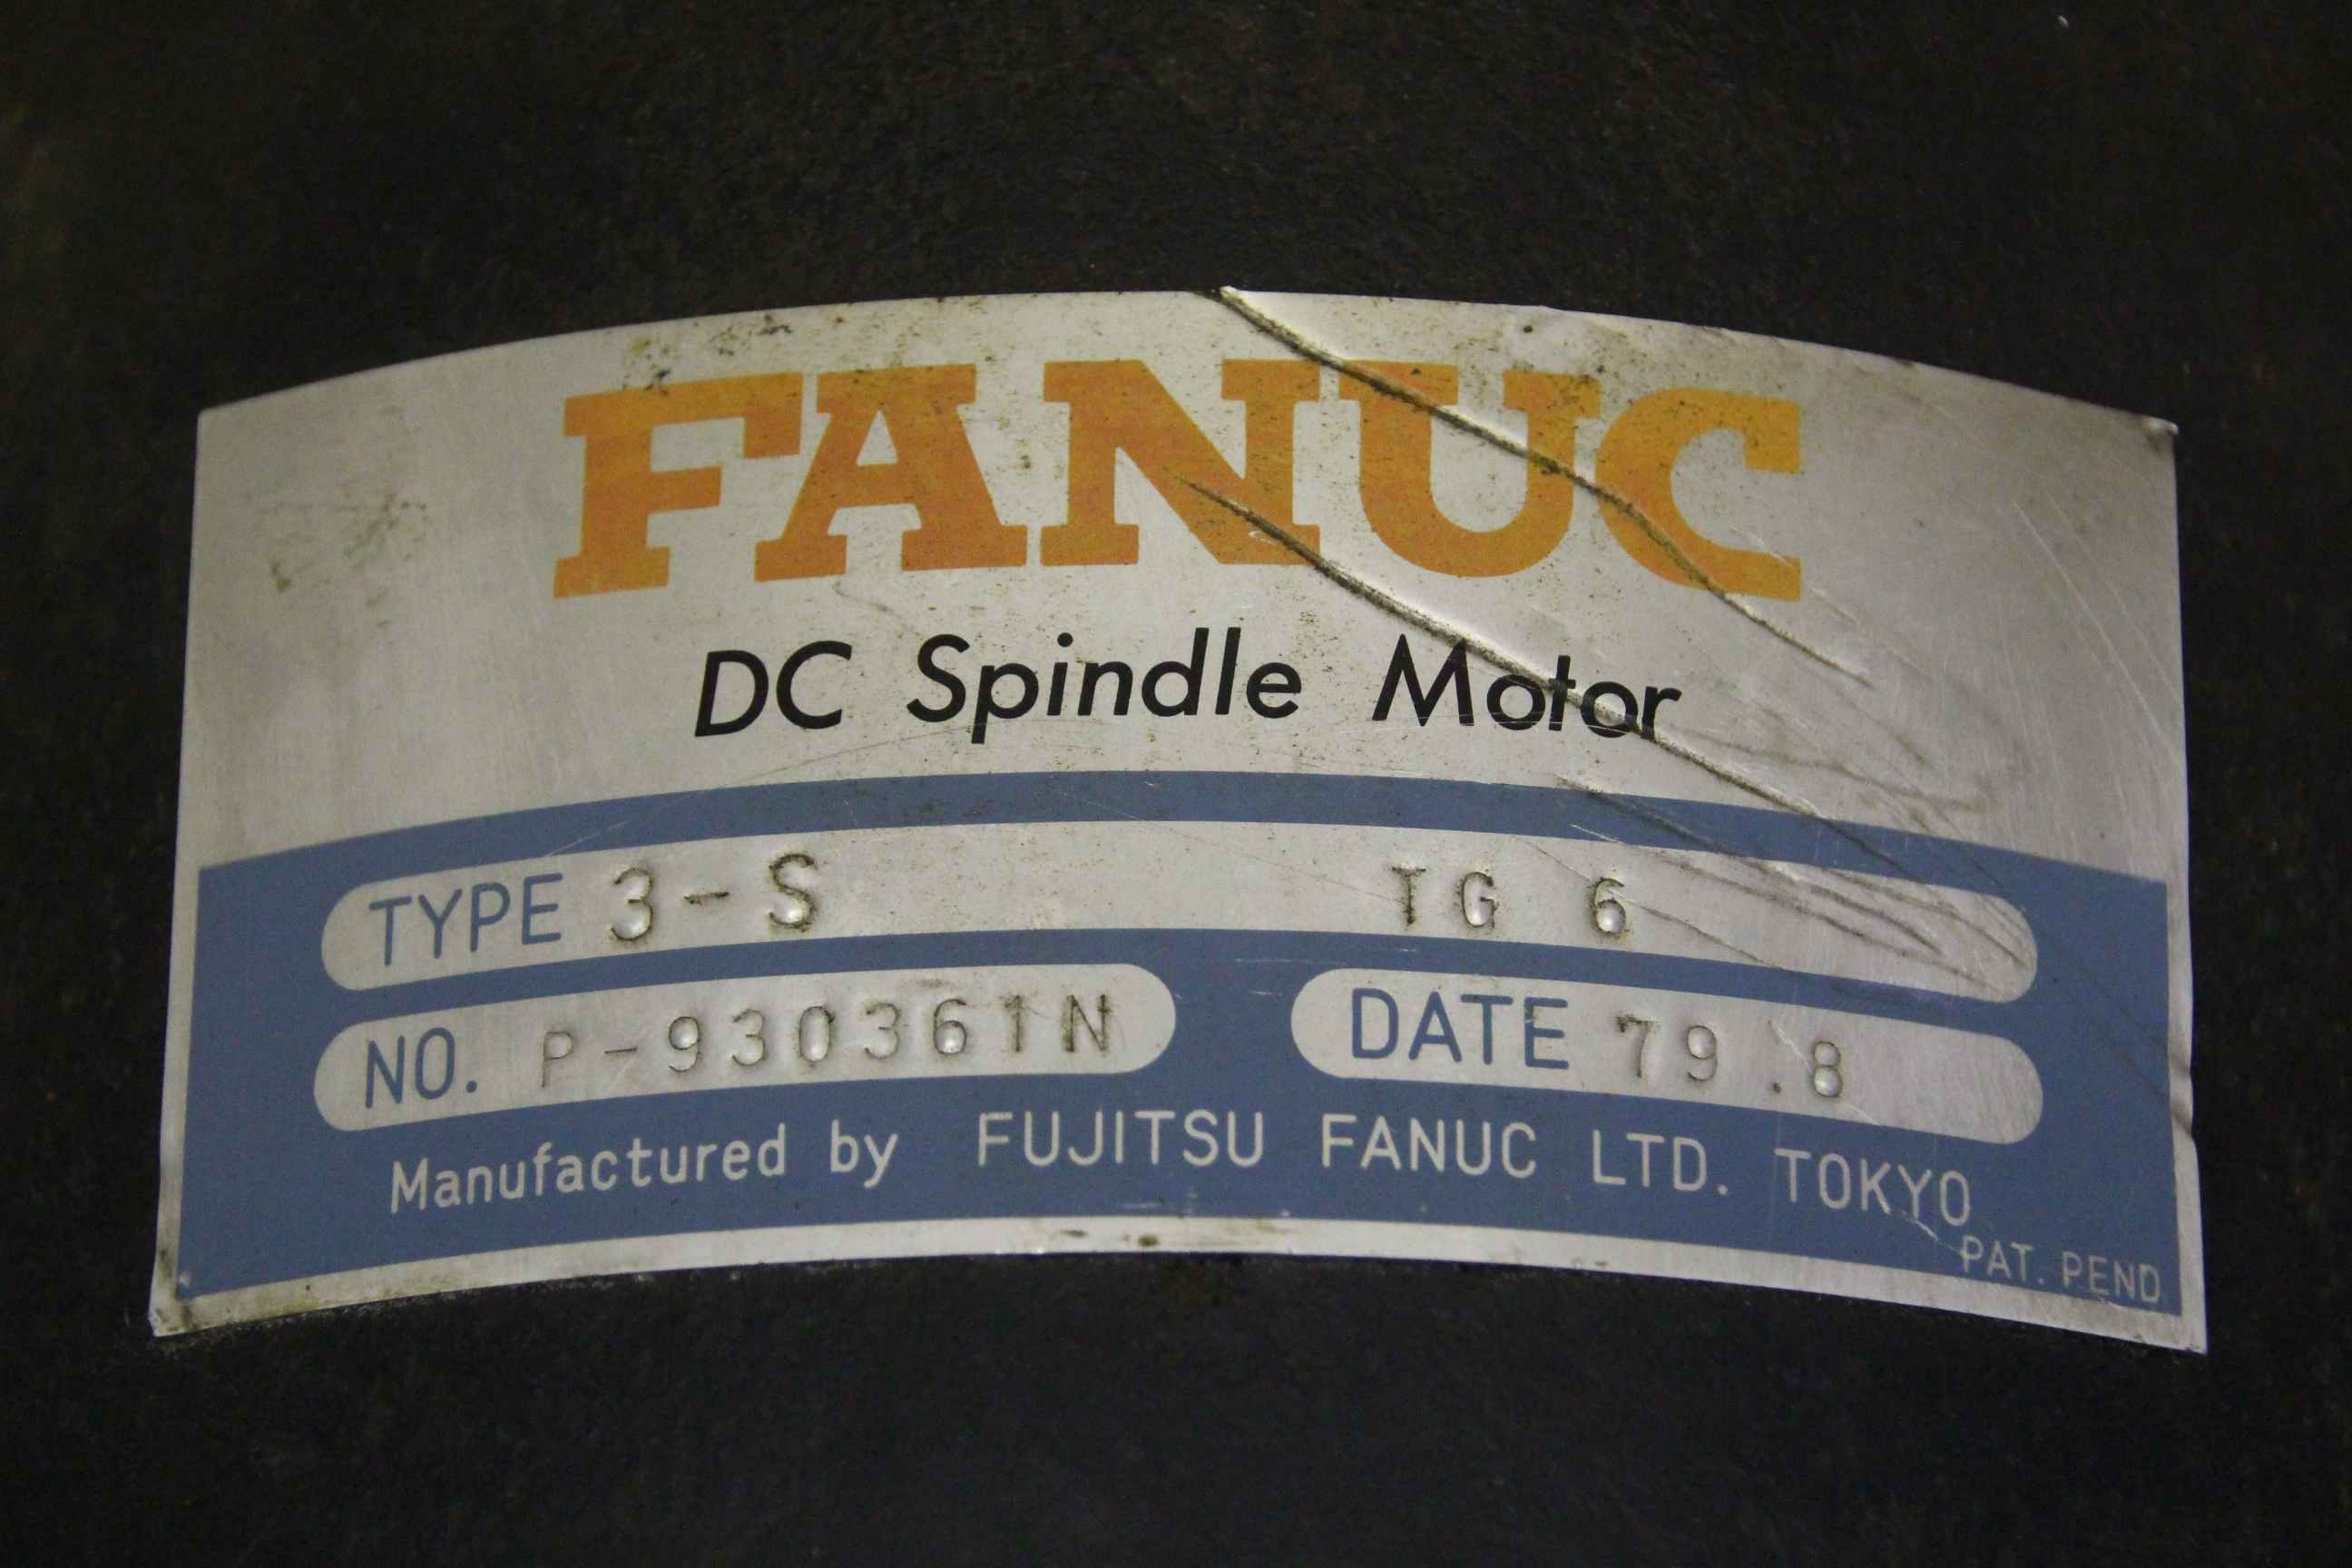 FANUC
DC Spindle Motor
TYPE 3-S TG 6
NO. P-930361N DATE 79.8
Manufactured by FUJITSU FANUC LTD. TOKYO
PAT. PEND